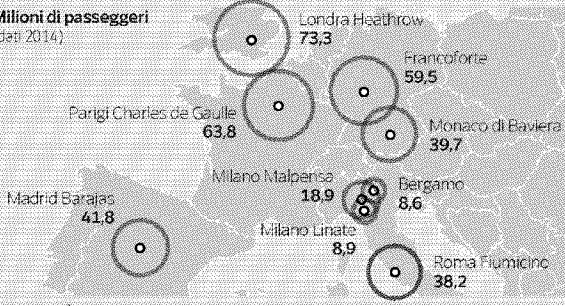 Milioni di passeggeri
(dati 2014)
Londra Heathrow
73,3
Francoforte
59,5
Parigi Charles de Gaulle
63,8
Monaco di Baviera
39,7
Milano Malpensa
18,9
Bergamo
8,6
Madrid Barajas
41,8
Milano Linate
8,9
Roma Fiumicino
38,2